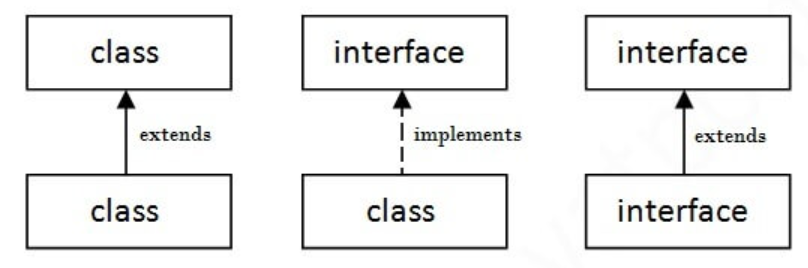 class interface interface
extends implements extends
class class interface